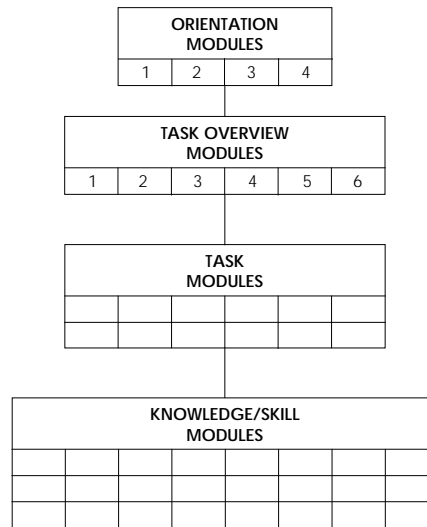 ORIENTATION
MODULES
1 2 3 4
TASK OVERVIEW
MODULES
1 2 3 4 5 6
TASK
MODULES
KNOWLEDGE/SKILL
MODULES